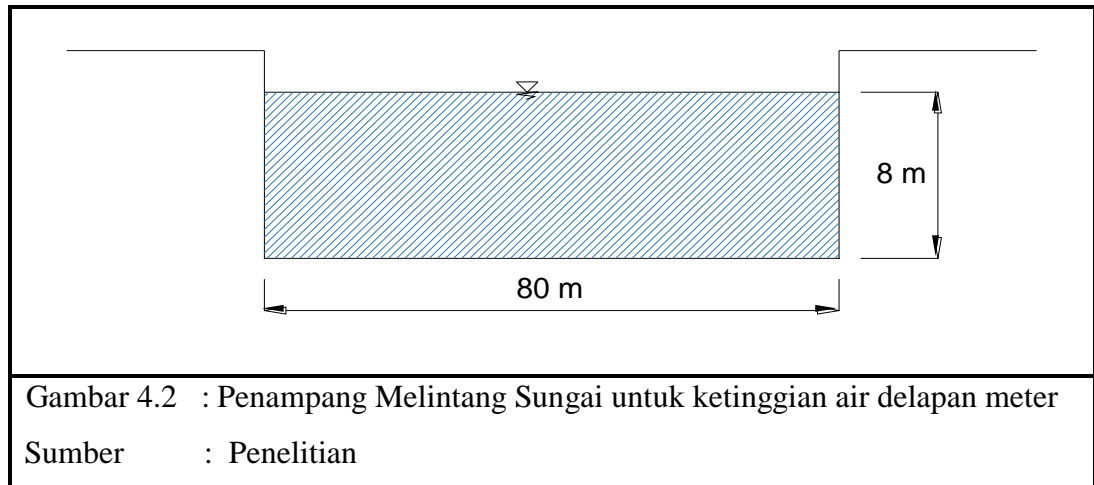 8 m
80 m
Gambar 4.2 : Penampang Melintang Sungai untuk ketinggian air delapan meter
Sumber : Penelitian